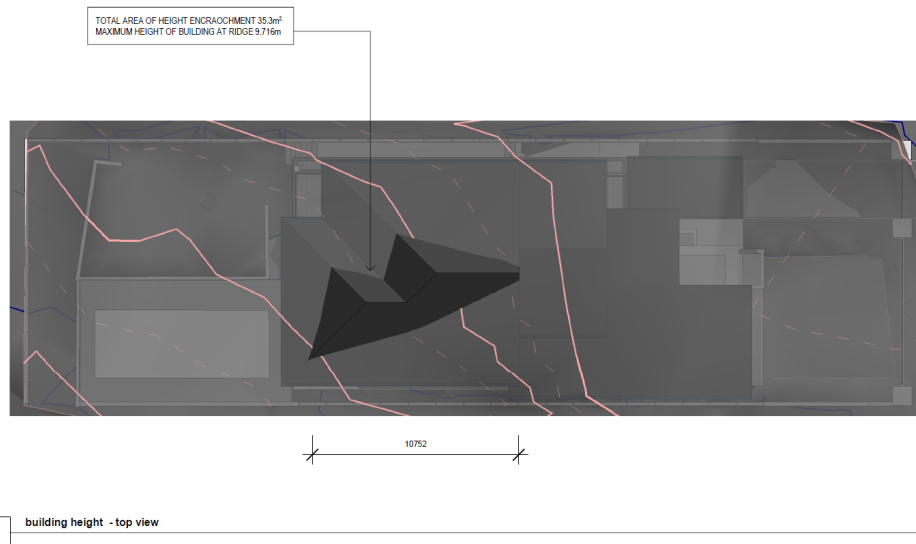 TOTAL AREA OF HEIGHT ENCRAOCHMENT 35.3m²
MAXIMUM HEIGHT OF BUILDING AT RIDGE 9.716m
10752
building height - top view